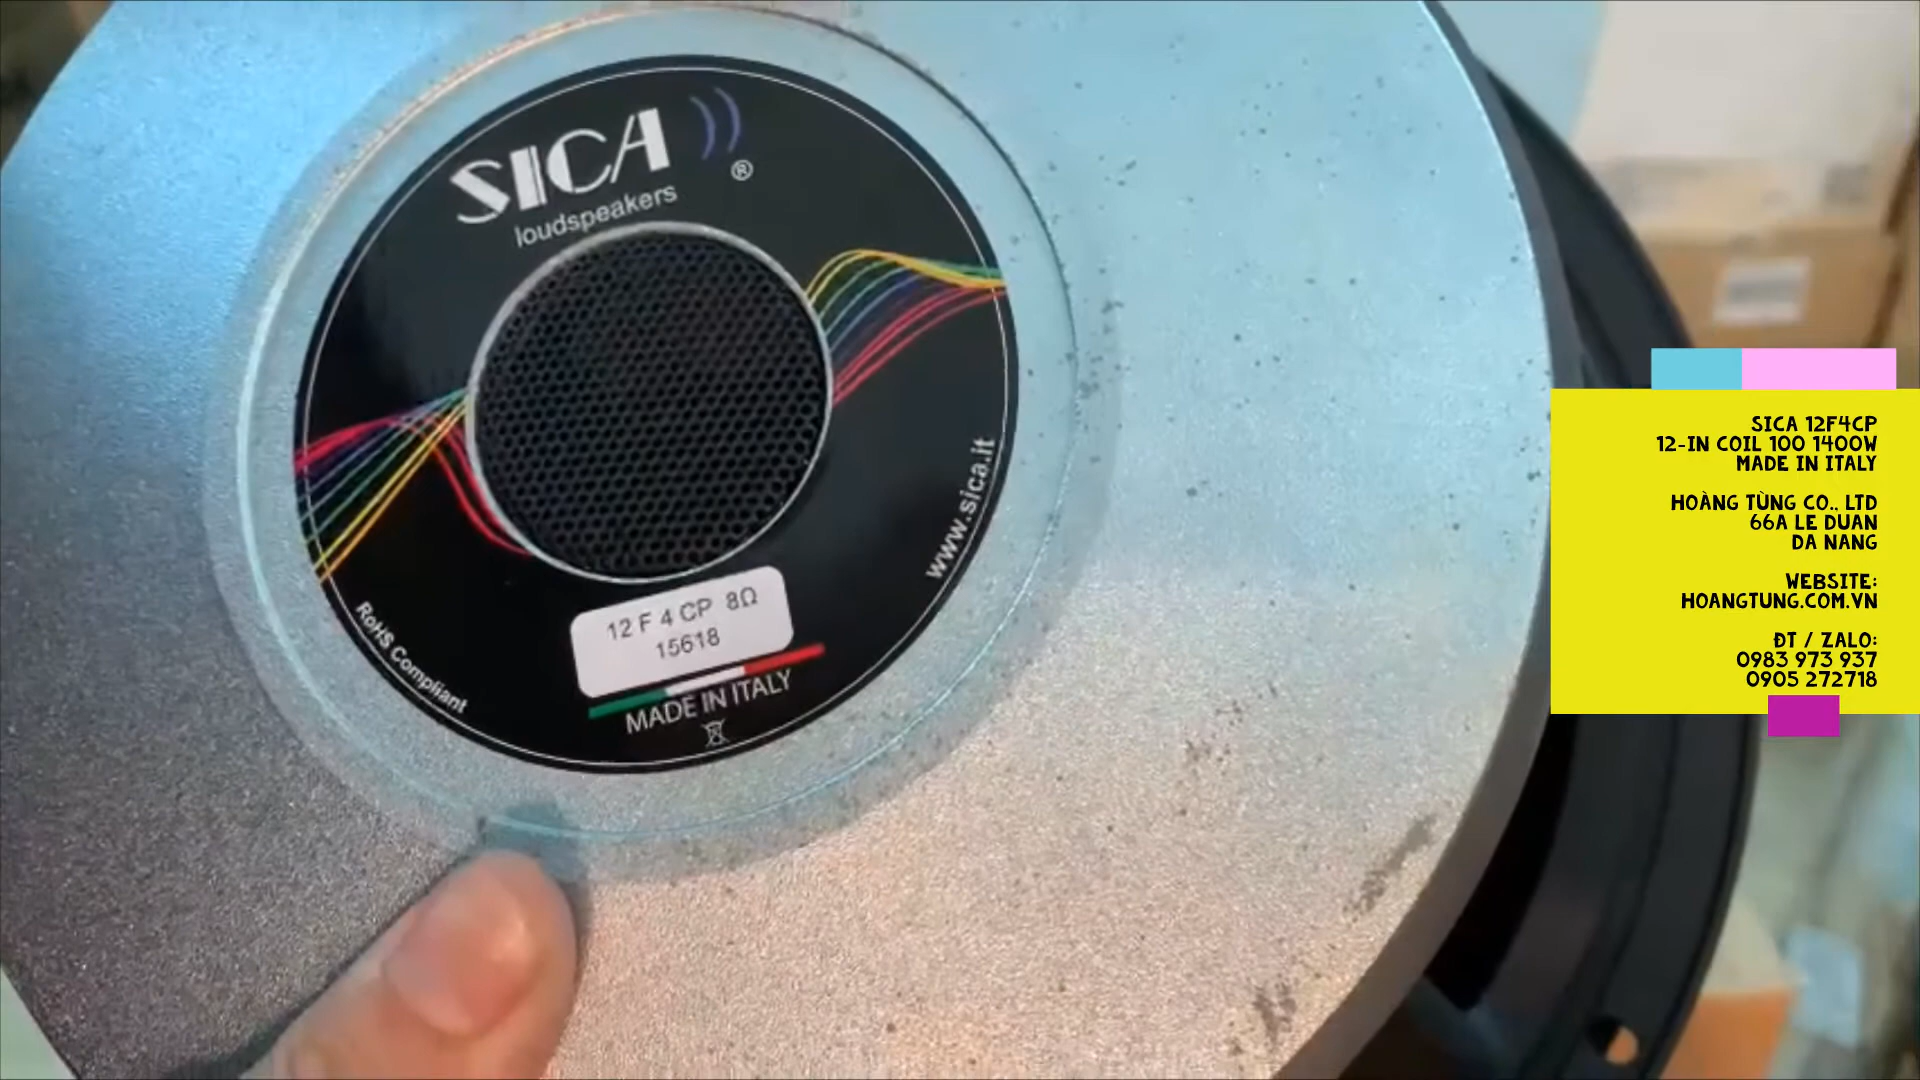 SICA
®
loudspeakers
www.sica.it
RoHS Compliant
12 F 4 CP 8Ω
15618
MADE IN ITALY
SICA 12F4CP
12-IN COIL 100 1400W
MADE IN ITALY
HOÀNG TÙNG CO., LTD
66A LE DUAN
DA NANG
WEBSITE:
HOANGTUNG.COM.VN
ĐT / ZALO:
0983 973 937
0905 272718